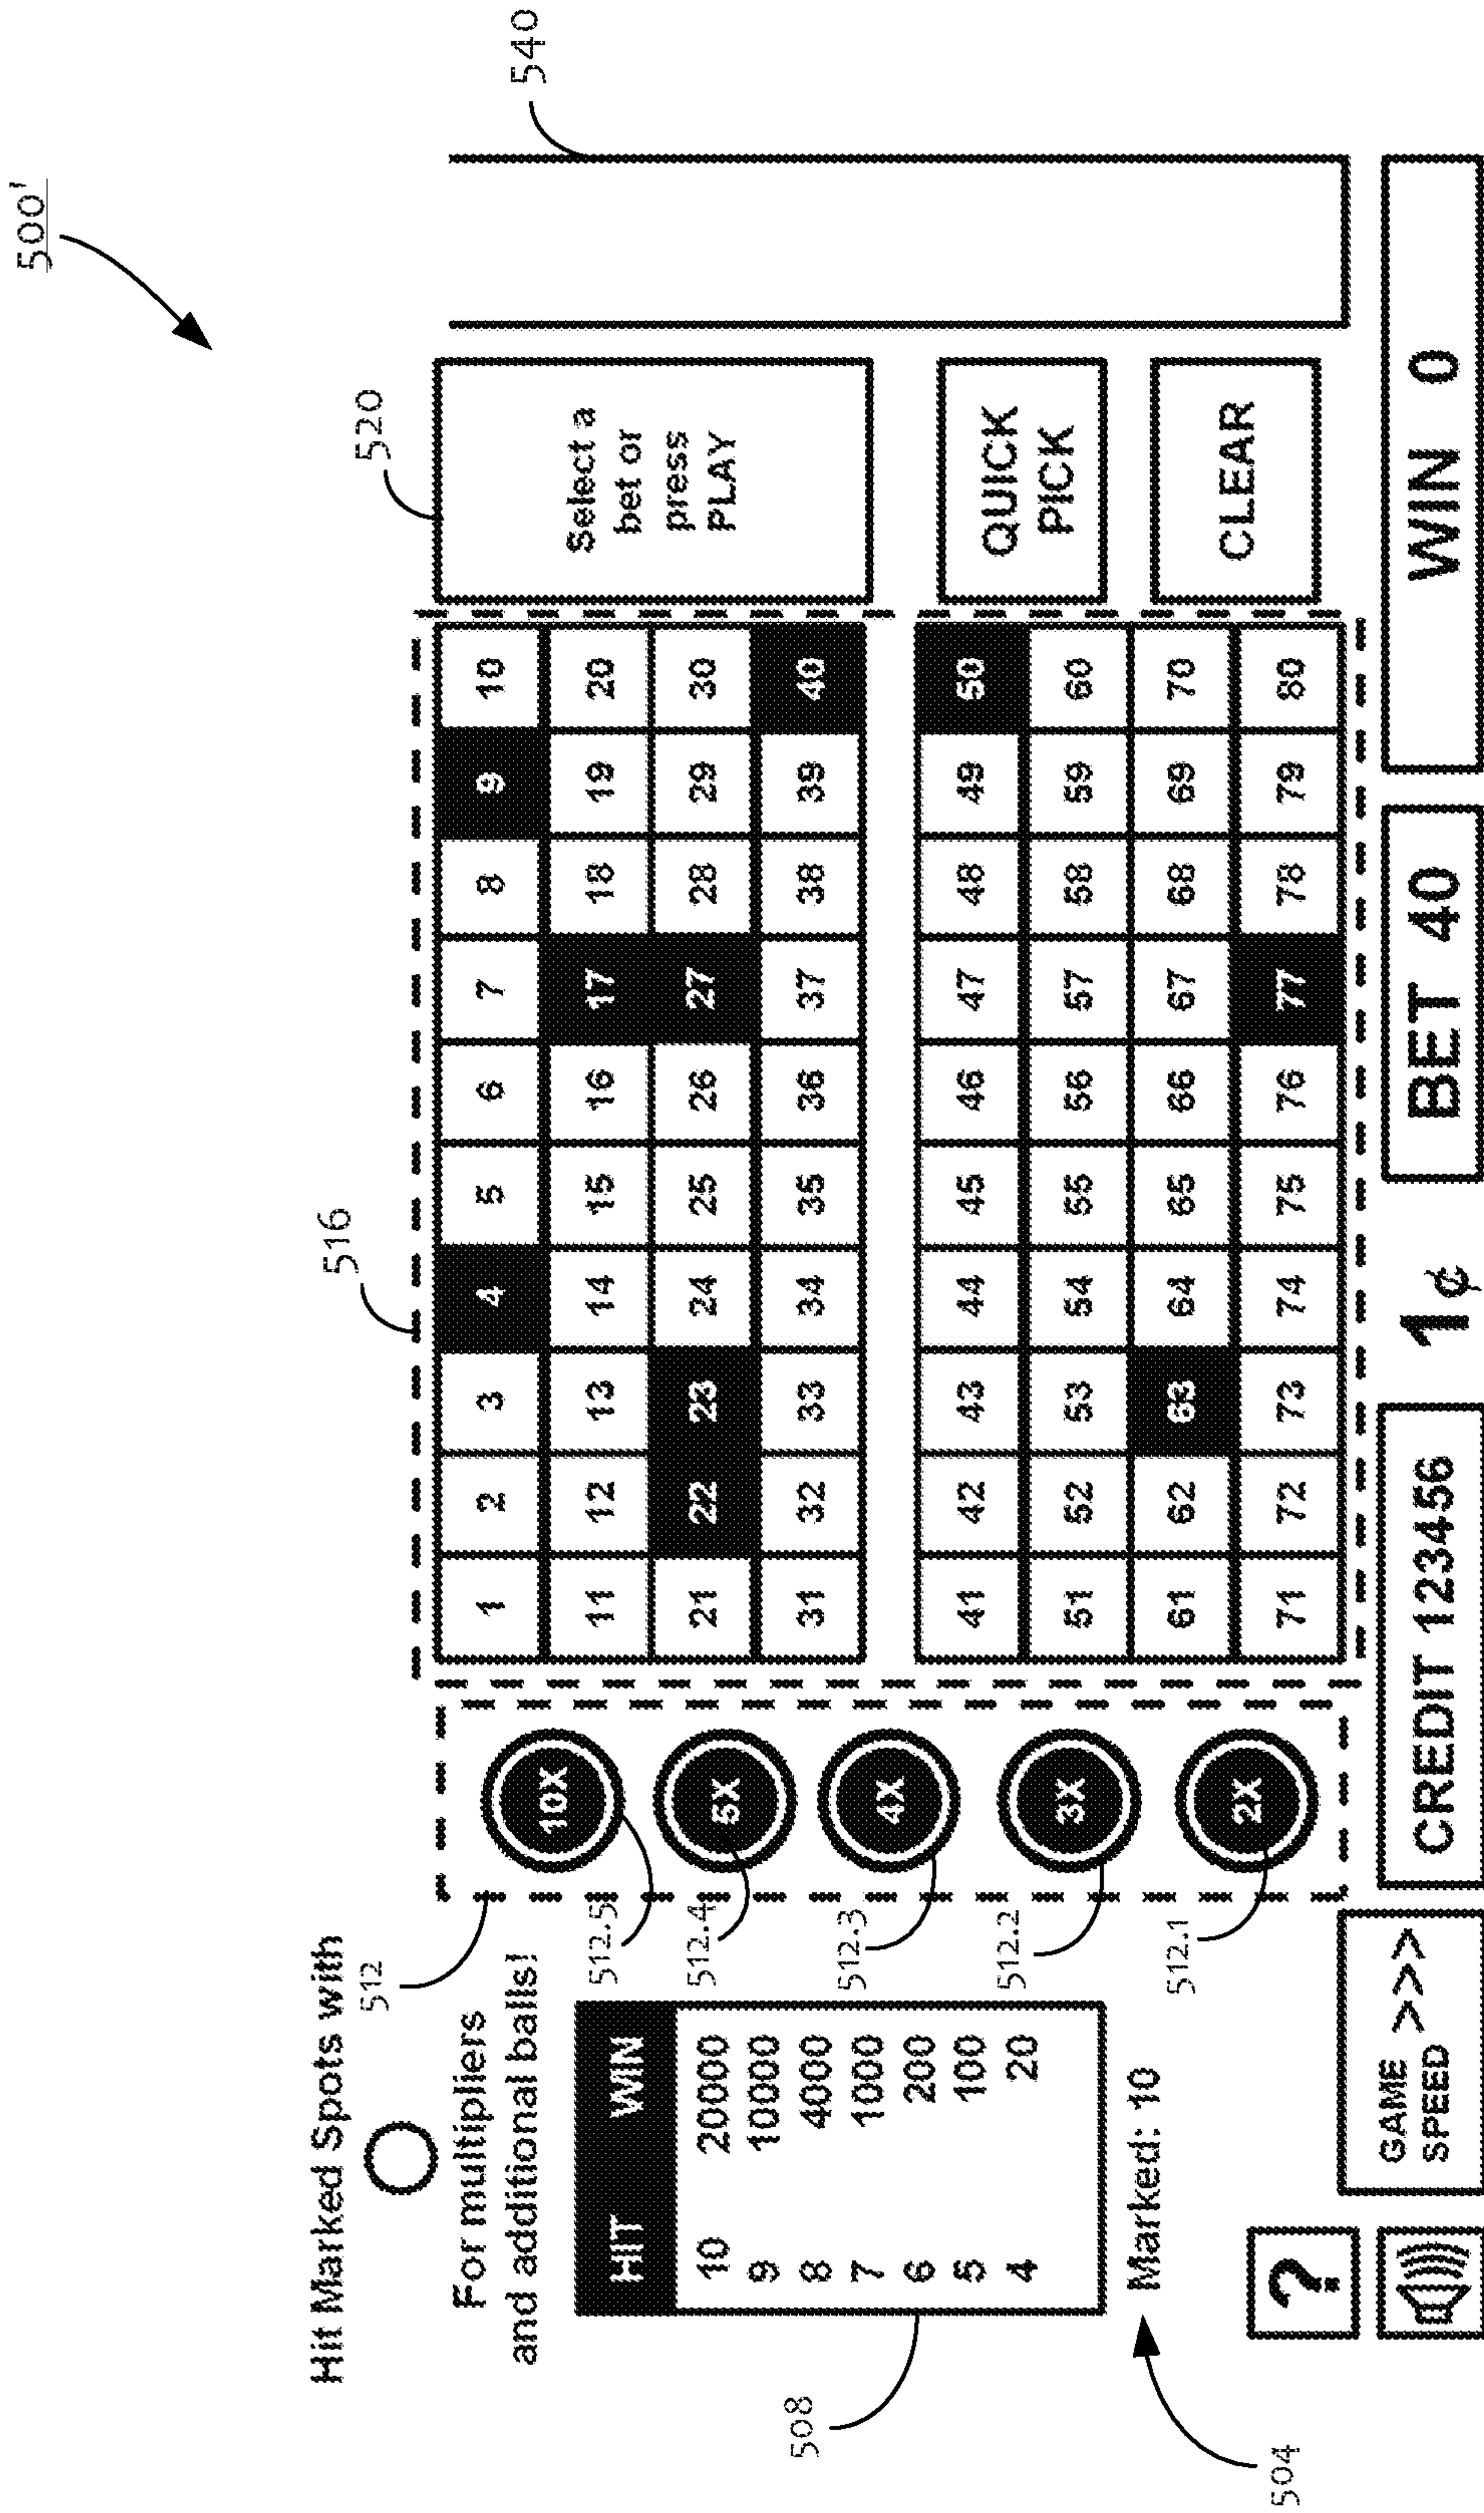 500'
Hit Marked Spots with
For multipliers
and additional balls!
512
516
520
540
HIT WIN
10 20000
9 10000
8 4000
7 1000
6 200
5 100
4 20
508
Marked: 10
504
512.5
512.4
512.3
512.2
512.1
10X
5X
4X
3X
2X
1 2 3 4 5 6 7 8 9 10
11 12 13 14 15 16 17 18 19 20
21 22 23 24 25 26 27 28 29 30
31 32 33 34 35 36 37 38 39 40
41 42 43 44 45 46 47 48 49 50
51 52 53 54 55 56 57 58 59 60
61 62 63 64 65 66 67 68 69 70
71 72 73 74 75 76 77 78 79 80
Select a
bet or
press
PLAY
QUICK
PICK
CLEAR
?
GAME
SPEED >>>
CREDIT 123456
1¢
BET 40
WIN 0